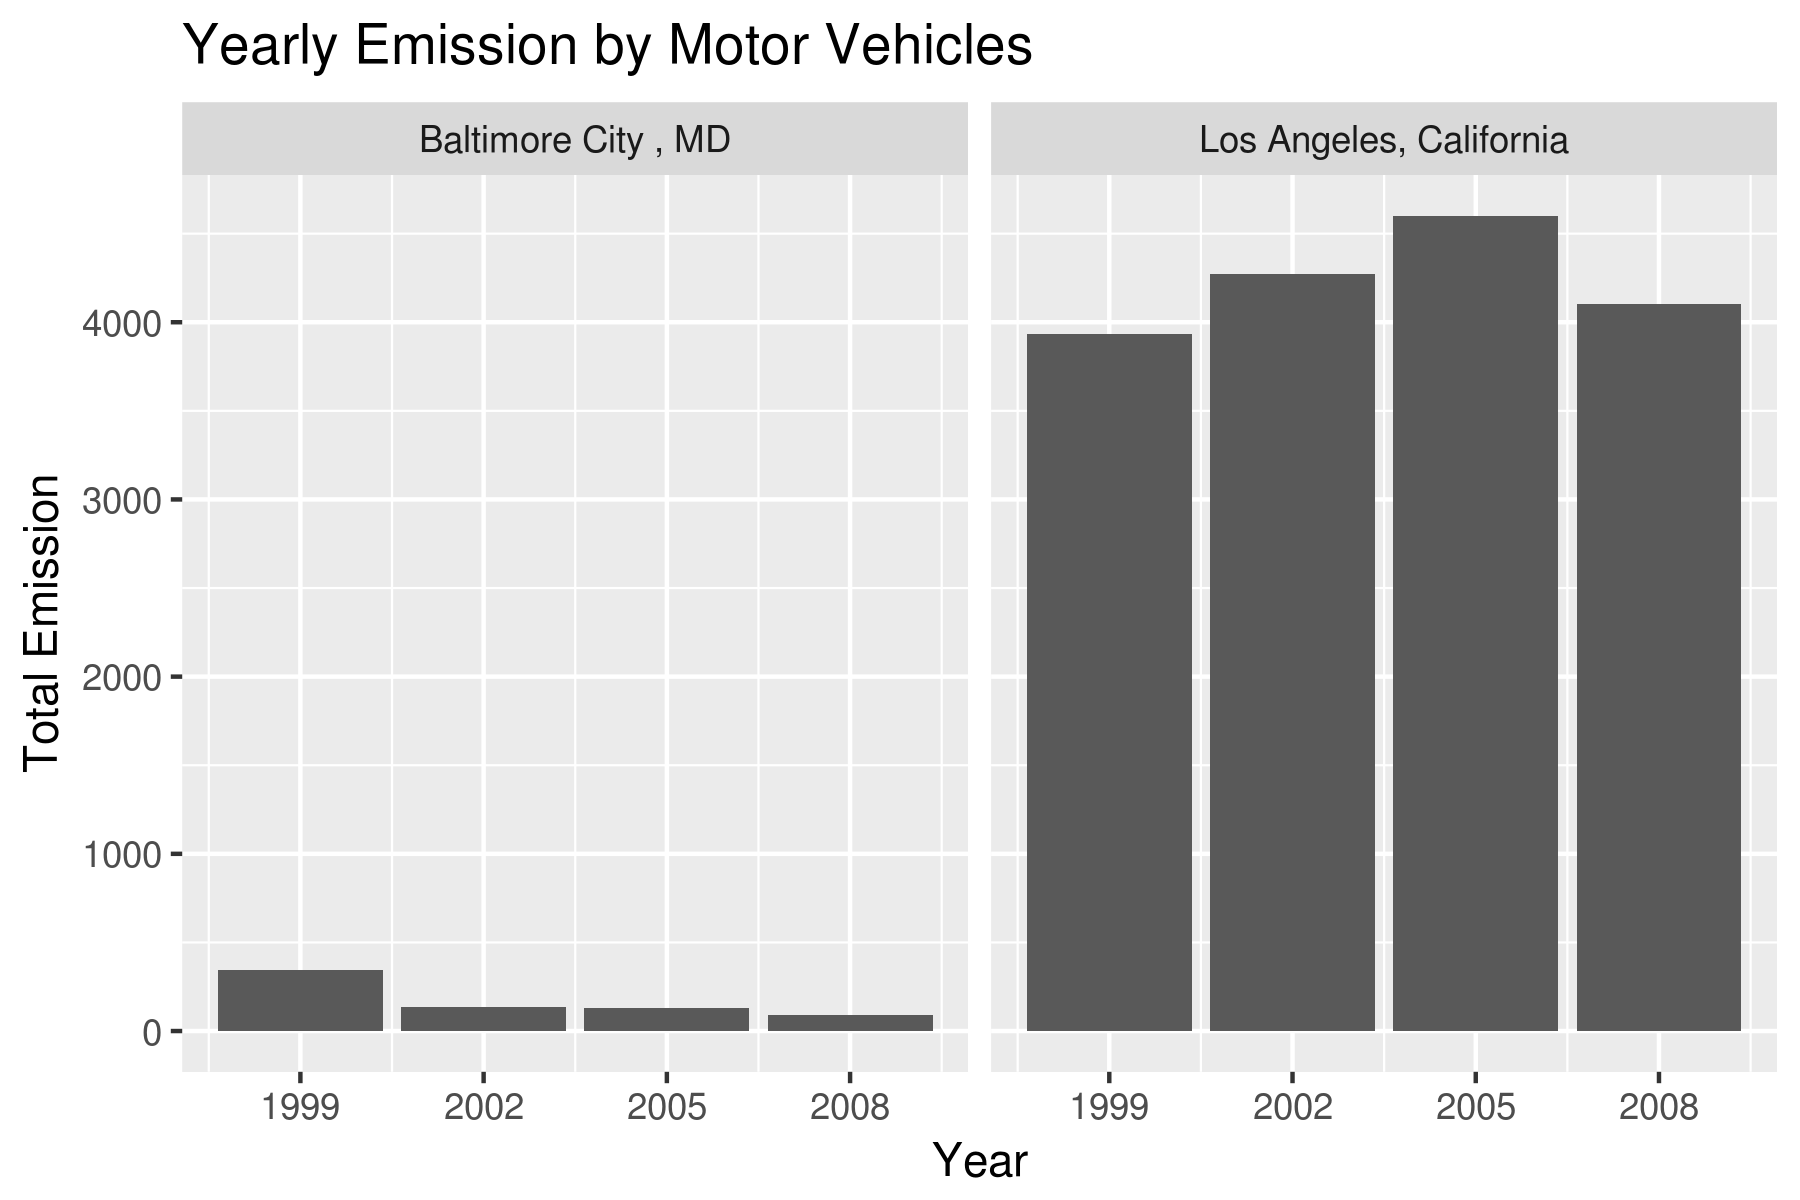 Yearly Emission by Motor Vehicles
Baltimore City , MD
Los Angeles, California
Total Emission
4000
3000
2000
1000
0
1999 2002 2005 2008
1999 2002 2005 2008
Year